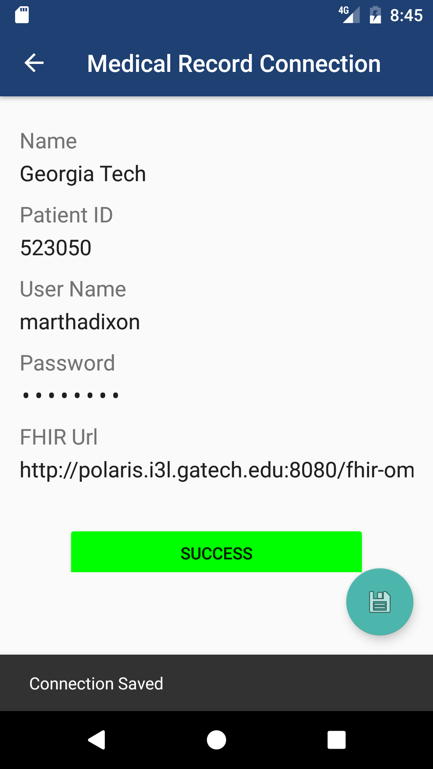 4G
8:45
Medical Record Connection
Name
Georgia Tech
Patient ID
523050
User Name
marthadixon
Password
••••••••
FHIR Url
http://polaris.i3l.gatech.edu:8080/fhir-om
SUCCESS
Connection Saved